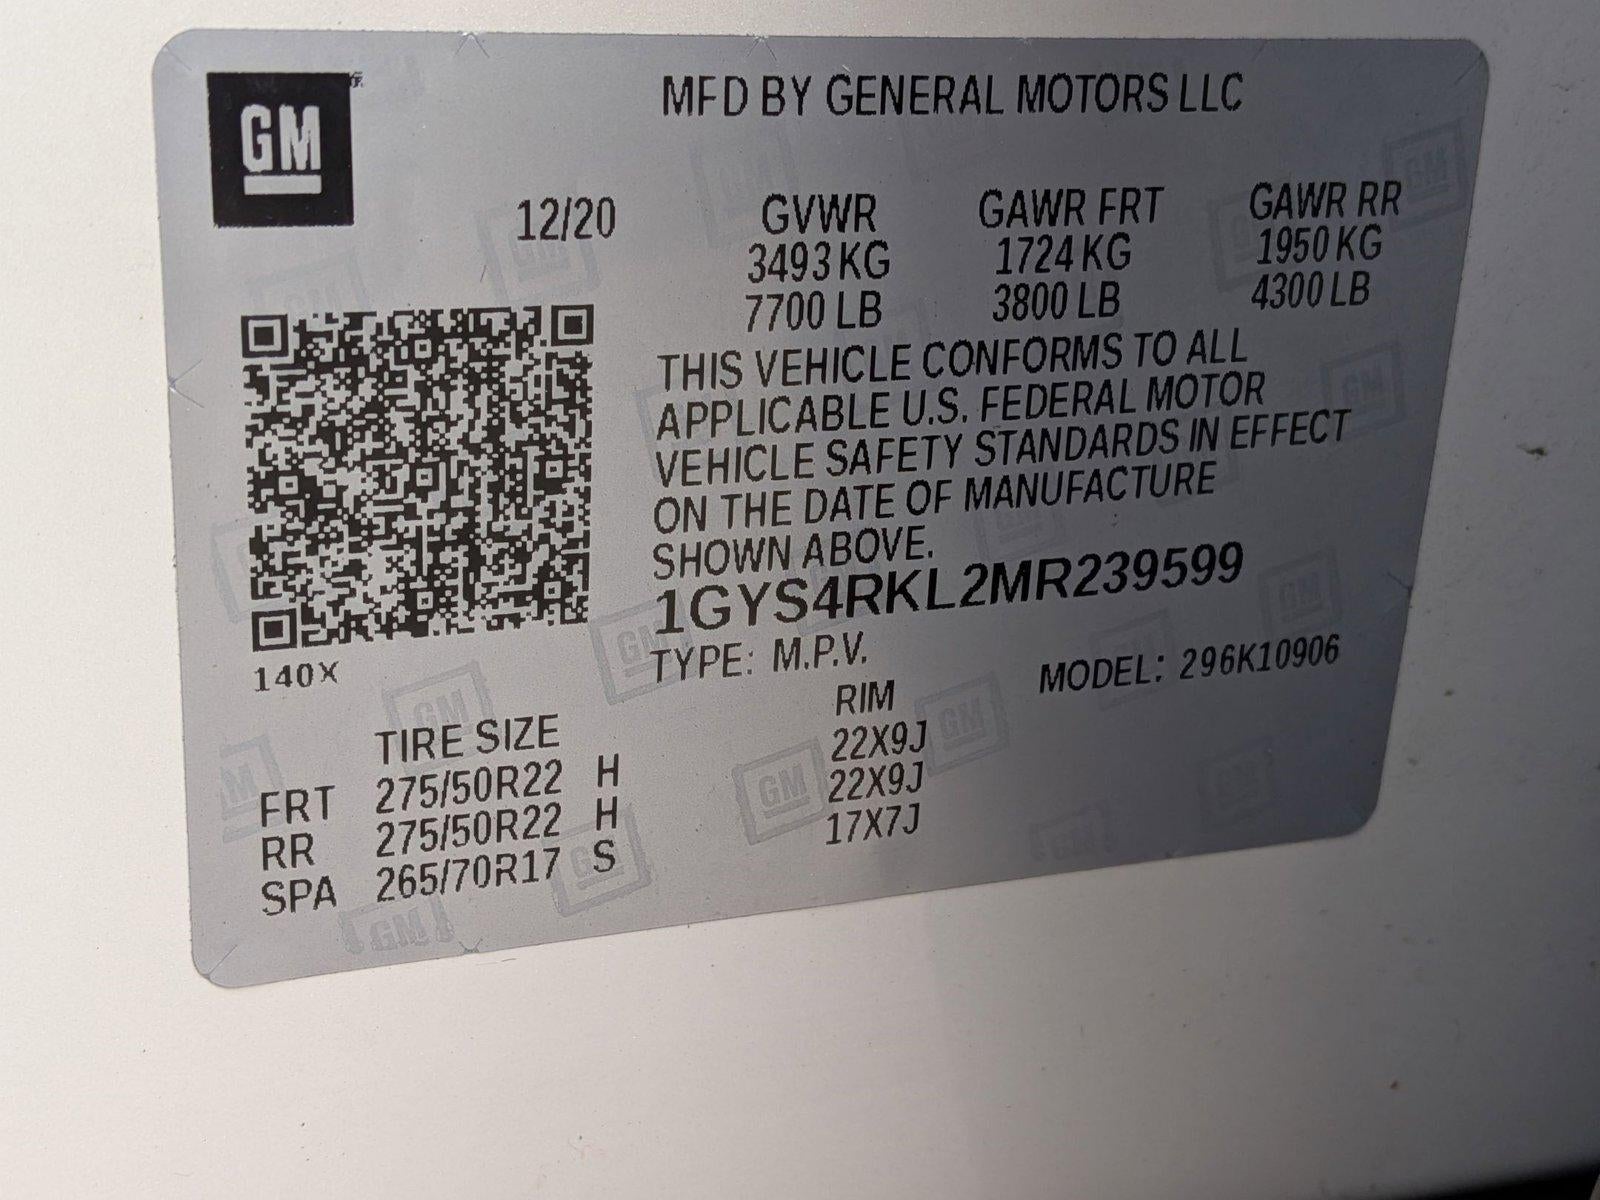 GM
MFD BY GENERAL MOTORS LLC
12/20
GVWR GAWR FRT GAWR RR
3493 KG 1724 KG 1950 KG
7700 LB 3800 LB 4300 LB
THIS VEHICLE CONFORMS TO ALL
APPLICABLE U.S. FEDERAL MOTOR
VEHICLE SAFETY STANDARDS IN EFFECT
ON THE DATE OF MANUFACTURE
SHOWN ABOVE.
1GYS4RKL2MR239599
TYPE: M.P.V. MODEL: 296K10906
140X
TIRE SIZE RIM
FRT 275/50R22 H 22X9J
RR 275/50R22 H 22X9J
SPA 265/70R17 S 17X7J